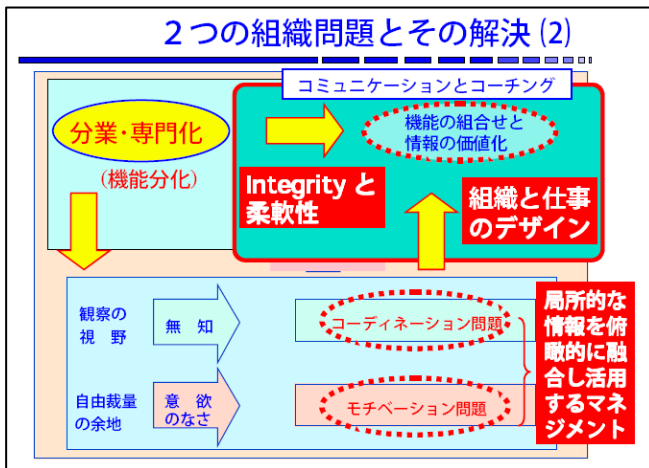 ２つの組織問題とその解決 (2)
コミュニケーションとコーチング
分業・専門化
(機能分化)
機能の組合せと
情報の価値化
Integrity と
柔軟性
組織と仕事
のデザイン
観察の
視　野
無　知
コーディネーション問題
自由裁量
の余地
意　欲
のなさ
モチベーション問題
局所的な
情報を俯
瞰的に融
合し活用
するマネ
ジメント